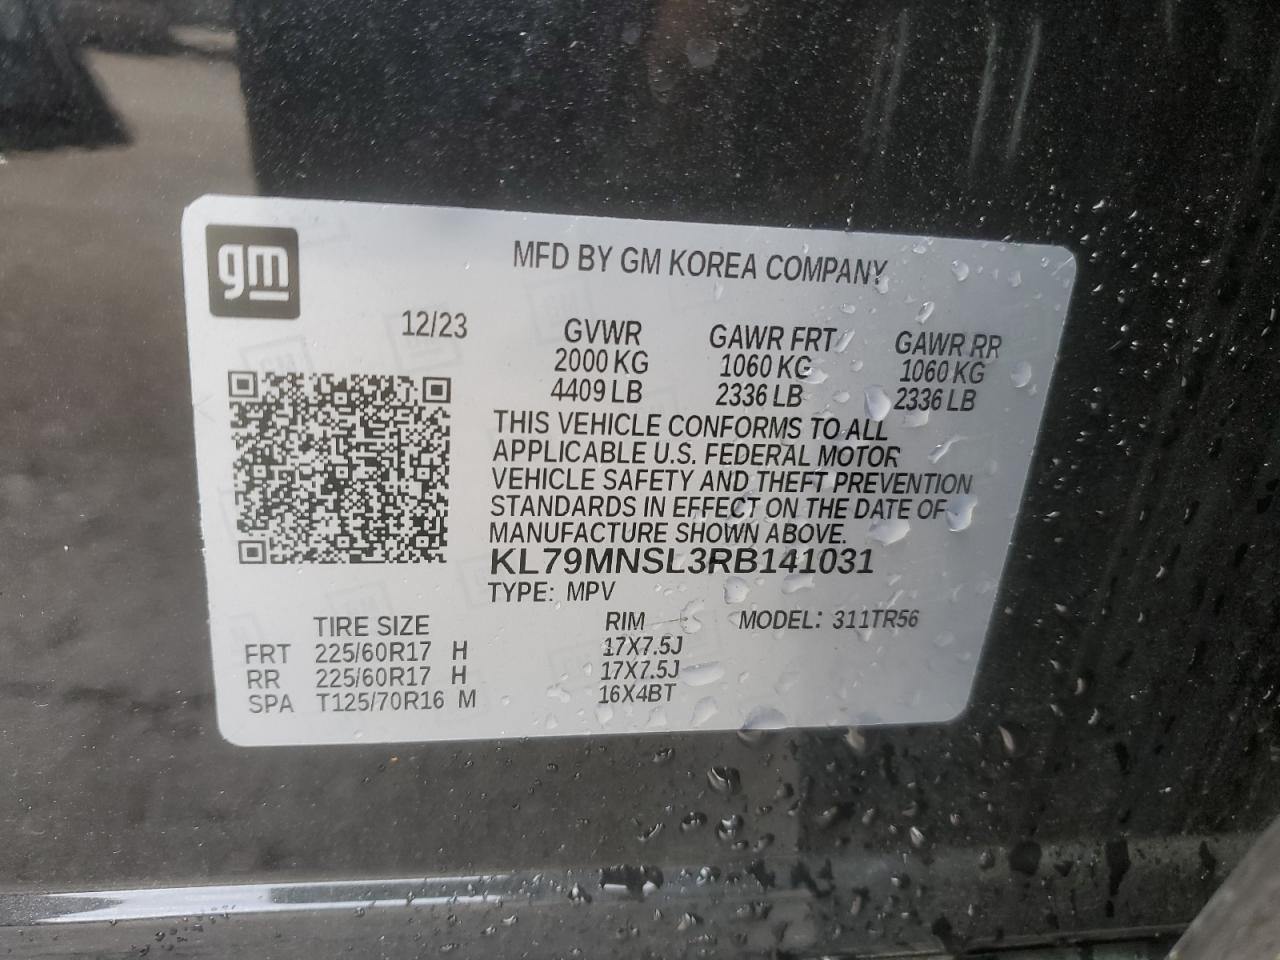 gm
MFD BY GM KOREA COMPANY
12/23
GVWR GAWR FRT GAWR RR
2000 KG 1060 KG 1060 KG
4409 LB 2336 LB 2336 LB
THIS VEHICLE CONFORMS TO ALL
APPLICABLE U.S. FEDERAL MOTOR
VEHICLE SAFETY AND THEFT PREVENTION
STANDARDS IN EFFECT ON THE DATE OF
MANUFACTURE SHOWN ABOVE.
KL79MNSL3RB141031
TYPE: MPV
TIRE SIZE RIM MODEL: 311TR56
FRT 225/60R17 H 17X7.5J
RR 225/60R17 H 17X7.5J
SPA T125/70R16 M 16X4BT